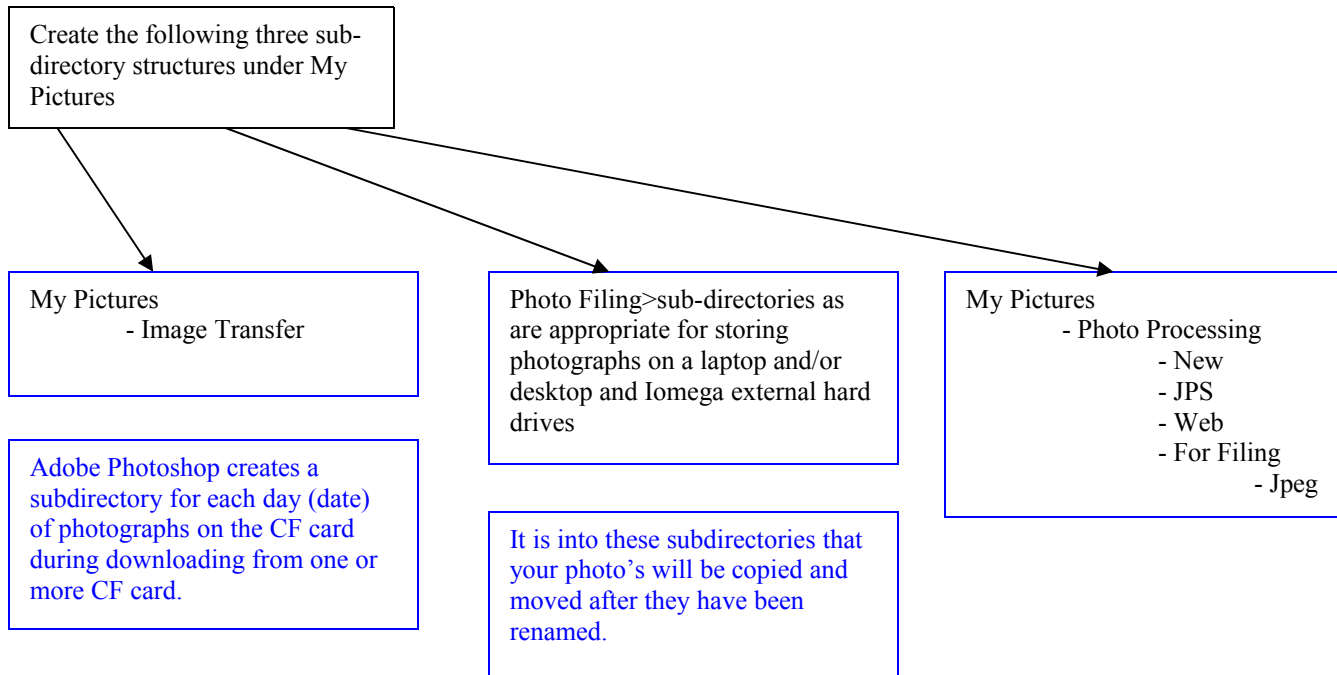 Create the following three sub-
directory structures under My
Pictures
My Pictures
- Image Transfer
Adobe Photoshop creates a
subdirectory for each day (date)
of photographs on the CF card
during downloading from one or
more CF card.
Photo Filing>sub-directories as
are appropriate for storing
photographs on a laptop and/or
desktop and Iomega external hard
drives
It is into these subdirectories that
your photo’s will be copied and
moved after they have been
renamed.
My Pictures
- Photo Processing
- New
- JPS
- Web
- For Filing
- Jpeg